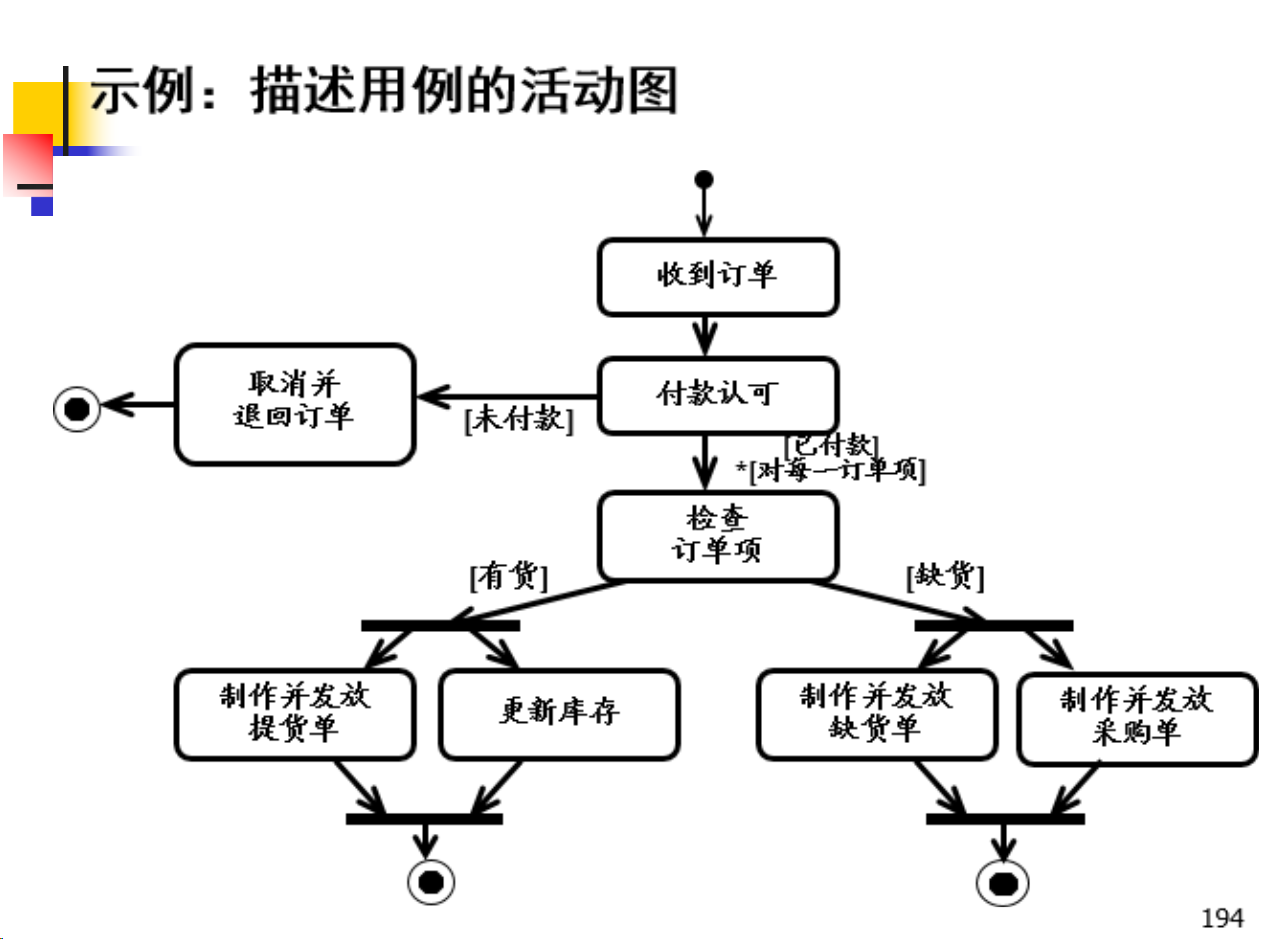 示例：描述用例的活动图
收到订单
取消并
退回订单
付款认可
[未付款]
[已付款]
*[对每一订单项]
检查
订单项
[有货]
[缺货]
制作并发放
提货单
更新库存
制作并发放
缺货单
制作并发放
采购单
194